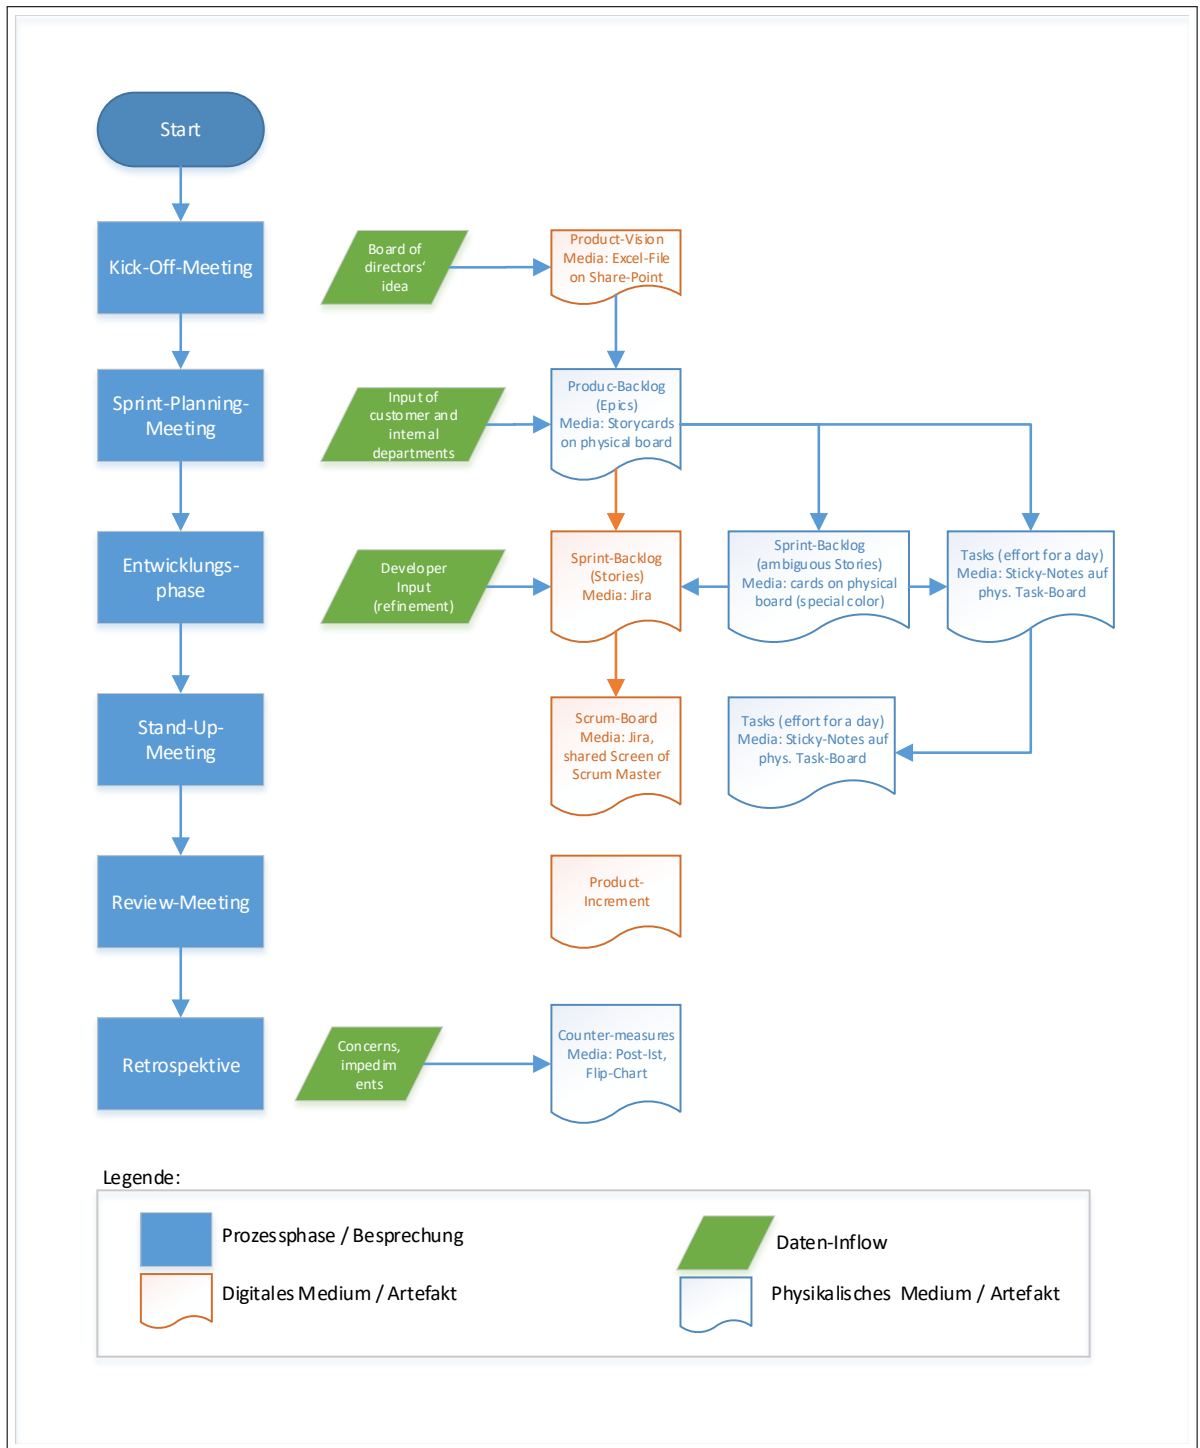 Start
Kick-Off-Meeting
Board of
directors‘
idea
Product-Vision
Media: Excel-File
on Share-Point
Sprint-Planning-
Meeting
Input of
customer and
internal
departments
Produc-Backlog
(Epics)
Media: Storycards
on physical board
Entwicklungs-
phase
Developer
Input
(refinement)
Sprint-Backlog
(Stories)
Media: Jira
Sprint-Backlog
(ambiguous Stories)
Media: cards on physical
board (special color)
Tasks (effort for a day)
Media: Sticky-Notes auf
phys. Task-Board
Stand-Up-
Meeting
Scrum-Board
Media: Jira,
shared Screen of
Scrum Master
Tasks (effort for a day)
Media: Sticky-Notes auf
phys. Task-Board
Review-Meeting
Product-
Increment
Retrospektive
Concerns,
impedim
ents
Counter-measures
Media: Post-Ist,
Flip-Chart
Legende:
Prozessphase / Besprechung
Daten-Inflow
Digitales Medium / Artefakt
Physikalisches Medium / Artefakt